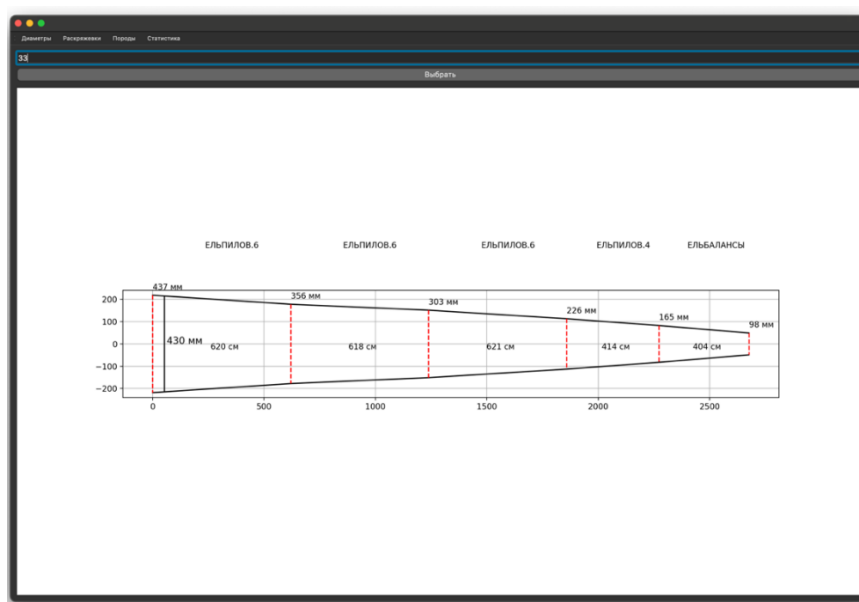 Диаметры Раскряжевки Породы Статистика
33
Выбрать
ЕЛЬПИЛОВ.6 ЕЛЬПИЛОВ.6 ЕЛЬПИЛОВ.6 ЕЛЬПИЛОВ.4 ЕЛЬБАЛАНСЫ
437 мм 356 мм 303 мм 226 мм 165 мм 98 мм
200
100
0
−100
−200
430 мм 620 см 618 см 621 см 414 см 404 см
0 500 1000 1500 2000 2500